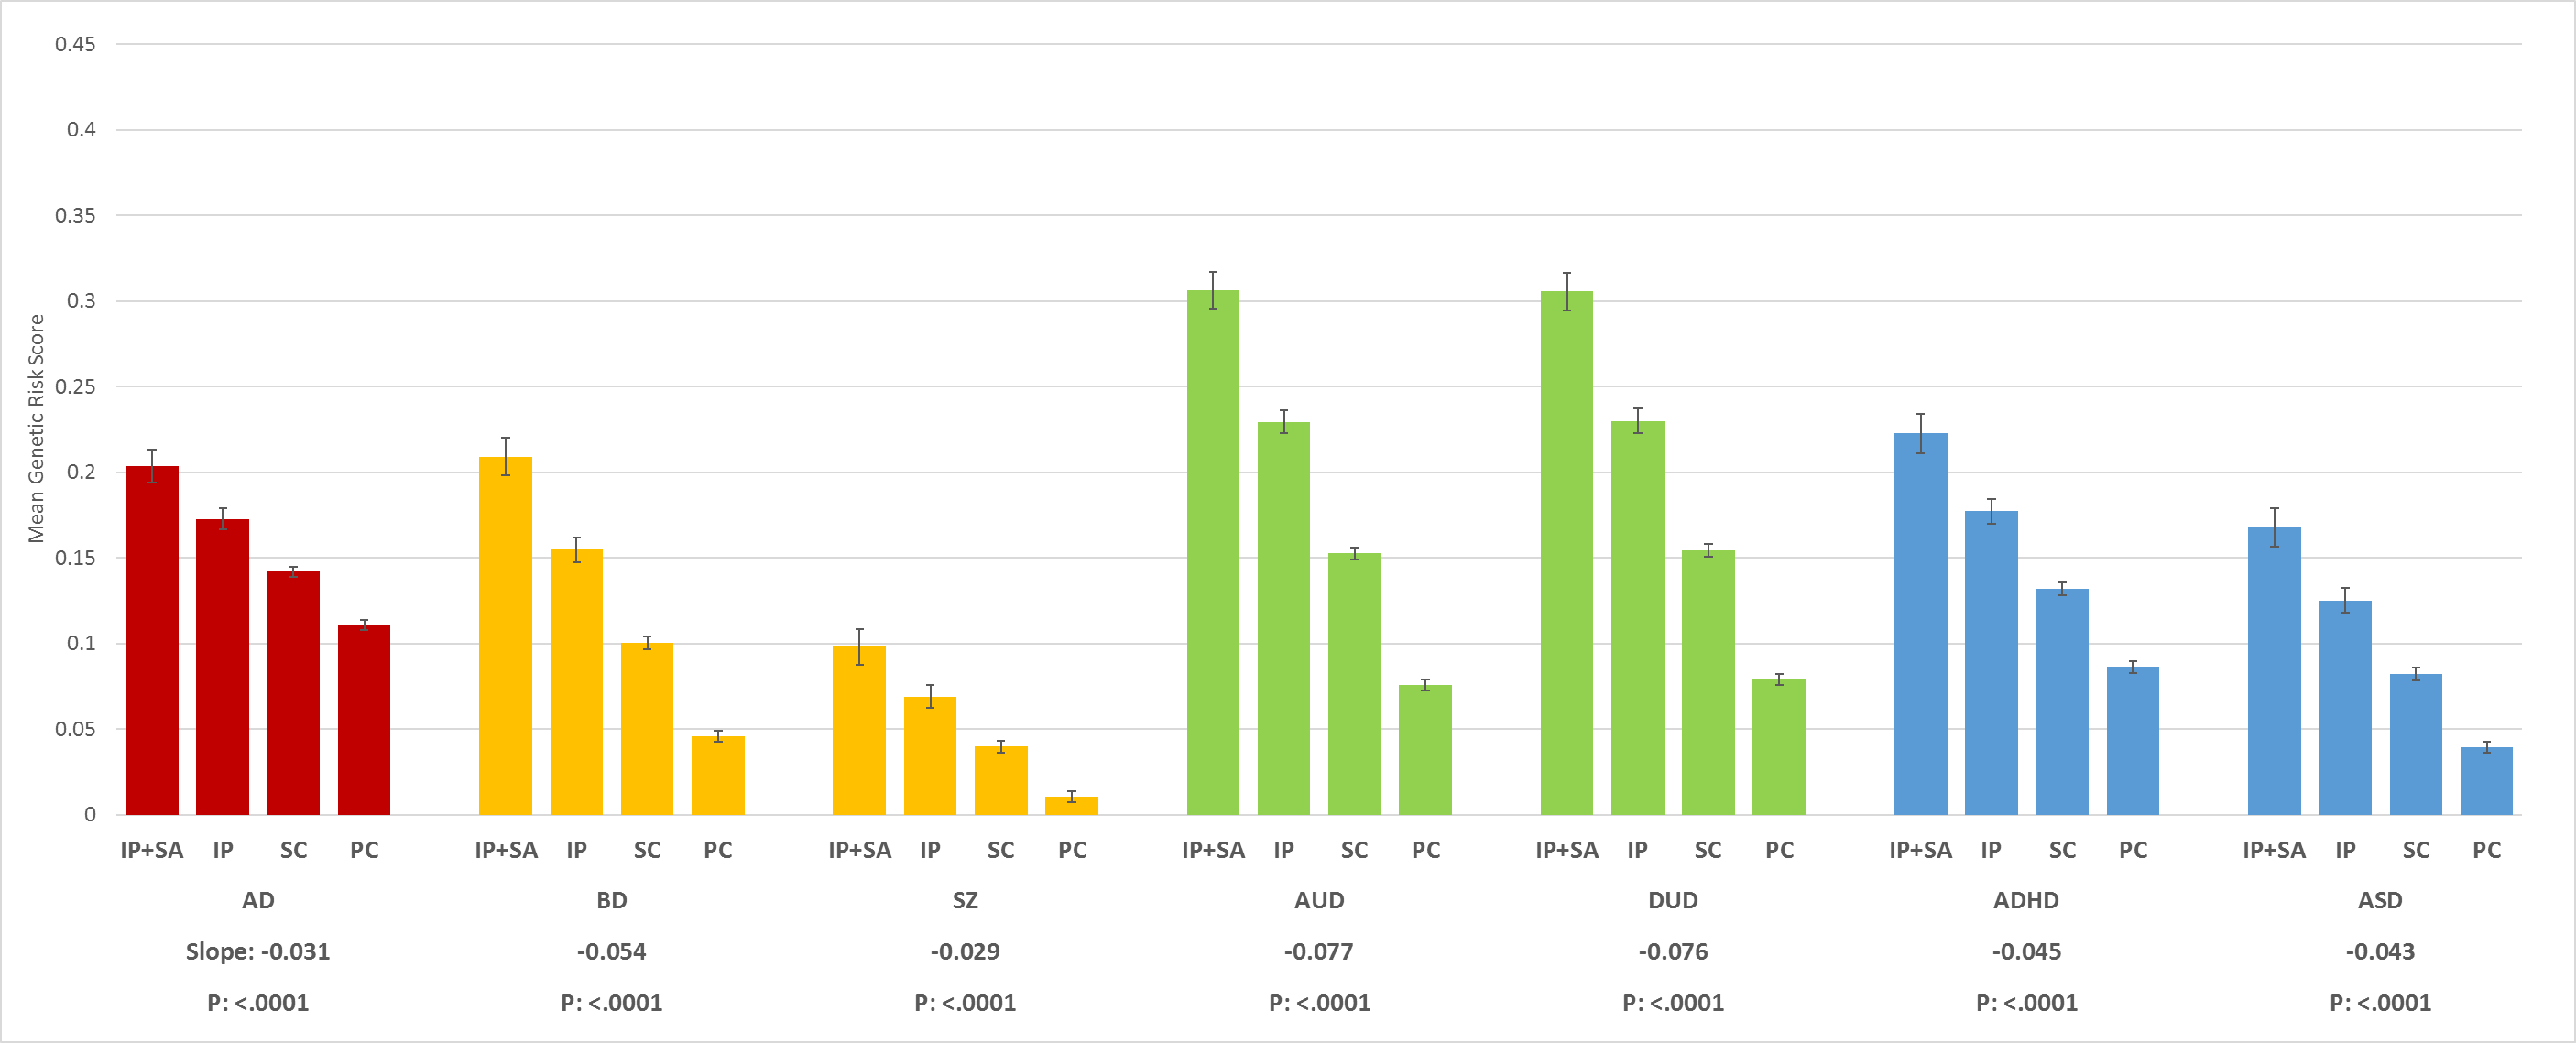 Mean Genetic Risk Score
0.45
0.4
0.35
0.3
0.25
0.2
0.15
0.1
0.05
0
IP+SA IP SC PC IP+SA IP SC PC IP+SA IP SC PC IP+SA IP SC PC IP+SA IP SC PC IP+SA IP SC PC IP+SA IP SC PC
AD BD SZ AUD DUD ADHD ASD
Slope: -0.031 -0.054 -0.029 -0.077 -0.076 -0.045 -0.043
P: <.0001 P: <.0001 P: <.0001 P: <.0001 P: <.0001 P: <.0001 P: <.0001